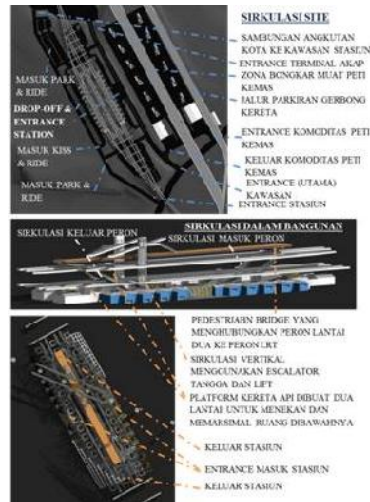 SIRKULASI SITE
SAMBUNGAN ANGKUTAN
KOTA KE KAWASAN STASIUN
ENTRANCE TERMINAL AKAP
ZONA BONGKAR MUAT PETI
KEMAS
JALUR PARKIRAN GERBONG
KERETA
ENTRANCE KOMODITAS PETI
KEMAS
KELUAR KOMODITAS PETI
KEMAS
ENTRANCE (UTAMA)
KAWASAN
ENTRANCE STASIUN
MASUK PARK
& RIDE
DROP-OFF &
ENTRANCE
STATION
MASUK KISS
& RIDE
MASUK PARK &
RIDE
SIRKULASI DALAM BANGUNAN
SIRKULASI KELUAR PERON
SIRKULASI MASUK PERON
PEDESTRIAN BRIDGE YANG
MENGHUBUNGKAN PERON LANTAI
DUA KE PERON LRT
SIRKULASI VERTIKAL
MENGGUNAKAN ESCALATOR
TANGGA DAN LIFT
PLATFORM KERETA API DIBUAT DUA
LANTAI UNTUK MENEKAN DAN
MEMAKSIMAL RUANG DIBAWAHNYA
KELUAR STASIUN
ENTRANCE MASUK STASIUN
KELUAR STASIUN